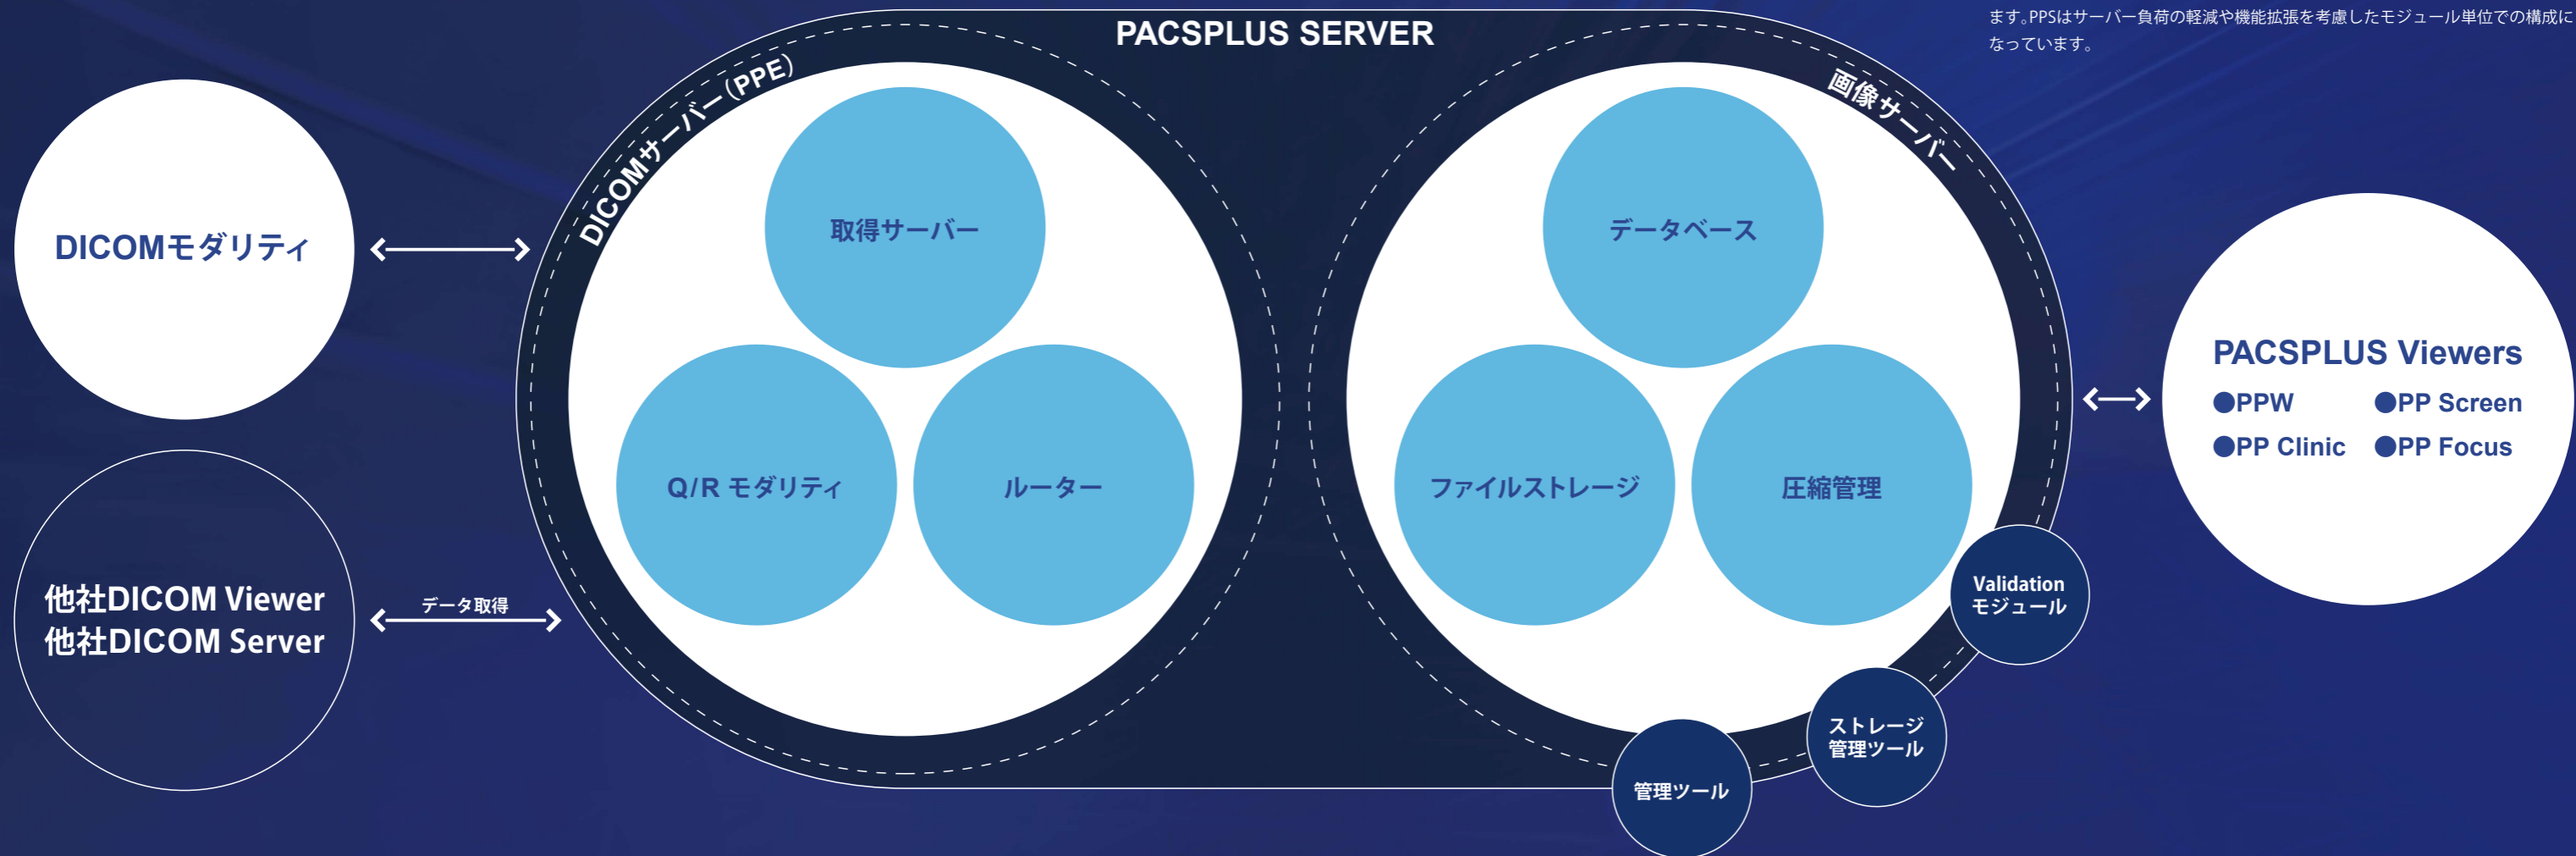 ます。PPSはサーバー負荷の軽減や機能拡張を考慮したモジュール単位での構成に
なっています。
PACSPLUS SERVER
DICOMサーバー(PPE)
画像サーバー
DICOMモダリティ
取得サーバー
データベース
Q/R モダリティ
ルーター
ファイルストレージ
圧縮管理
PACSPLUS Viewers
●PPW ●PP Screen
●PP Clinic ●PP Focus
他社DICOM Viewer
他社DICOM Server
データ取得
Validation
モジュール
ストレージ
管理ツール
管理ツール